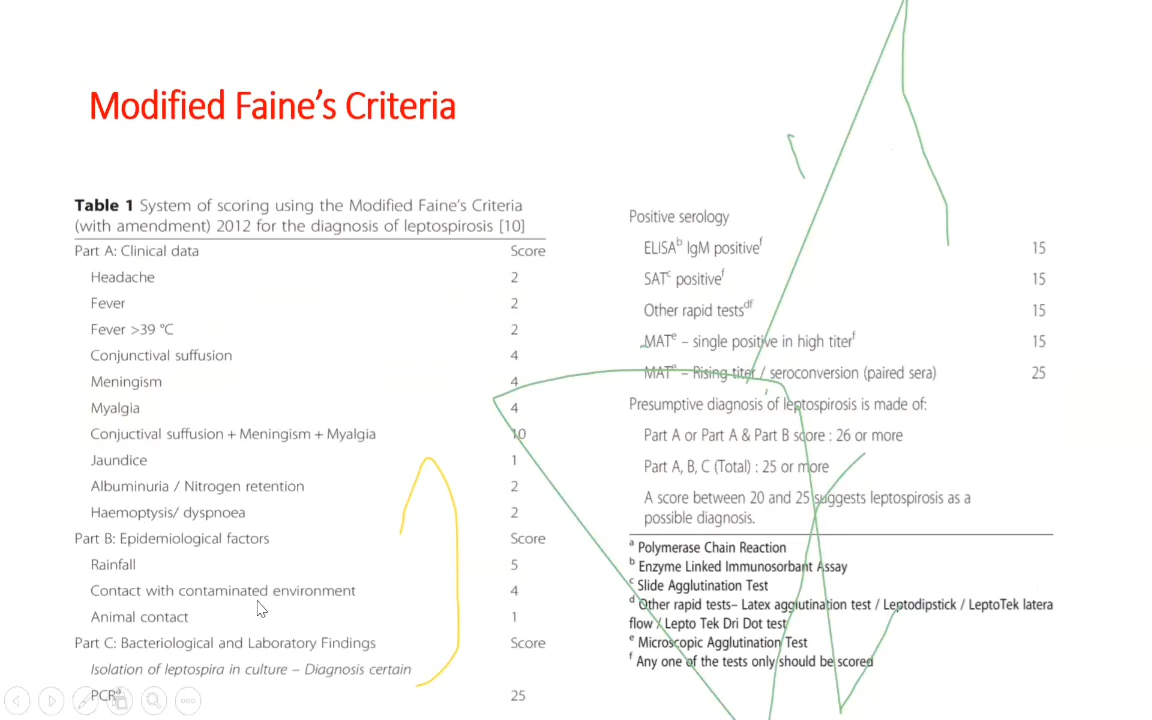 Modified Faine's Criteria
Table 1 System of scoring using the Modified Faine's Criteria
(with amendment) 2012 for the diagnosis of leptospirosis [10]
Part A: Clinical data Score
Headache 2
Fever 2
Fever >39 °C 2
Conjunctival suffusion 4
Meningism 4
Myalgia 4
Conjuctival suffusion + Meningism + Myalgia 10
Jaundice 1
Albuminuria / Nitrogen retention 2
Haemoptysis/ dyspnoea 2
Part B: Epidemiological factors Score
Rainfall 5
Contact with contaminated environment 4
Animal contact 1
Part C: Bacteriological and Laboratory Findings Score
Isolation of leptospira in culture – Diagnosis certain
PCRᵃ 25
Positive serology
ELISAᵇ IgM positiveᶠ 15
SATᶜ positiveᶠ 15
Other rapid testsᵈᶠ 15
MATᵉ – single positive in high titerᶠ 15
MATᵉ – Rising titer / seroconversion (paired sera) 25
Presumptive diagnosis of leptospirosis is made of:
Part A or Part A & Part B score : 26 or more
Part A, B, C (Total) : 25 or more
A score between 20 and 25 suggests leptospirosis as a
possible diagnosis.
ᵃ Polymerase Chain Reaction
ᵇ Enzyme Linked Immunosorbant Assay
ᶜ Slide Agglutination Test
ᵈ Other rapid tests– Latex agglutination test / Leptodipstick / LeptoTek latera
flow / Lepto Tek Dri Dot test
ᵉ Microscopic Agglutination Test
ᶠ Any one of the tests only should be scored